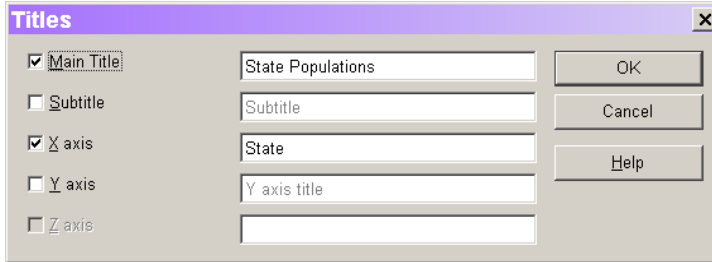 Titles
Main Title State Populations OK
Subtitle Subtitle Cancel
X axis State
Help
Y axis Y axis title
Z axis